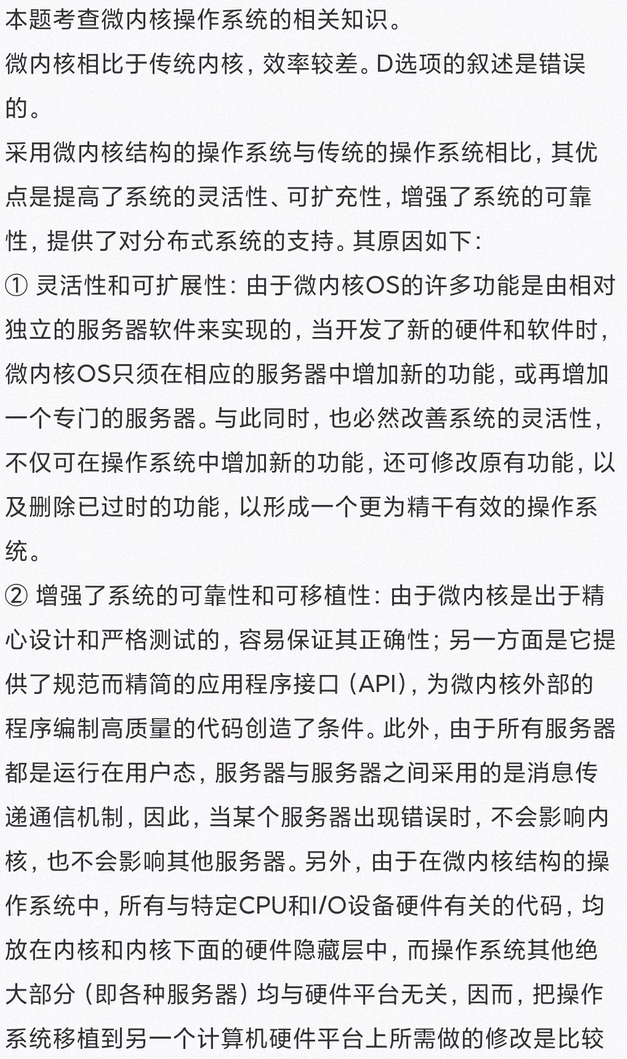 本题考查微内核操作系统的相关知识。
微内核相比于传统内核，效率较差。D选项的叙述是错误
的。
采用微内核结构的操作系统与传统的操作系统相比，其优
点是提高了系统的灵活性、可扩充性，增强了系统的可靠
性，提供了对分布式系统的支持。其原因如下：
① 灵活性和可扩展性：由于微内核OS的许多功能是由相对
独立的服务器软件来实现的，当开发了新的硬件和软件时，
微内核OS只须在相应的服务器中增加新的功能，或再增加
一个专门的服务器。与此同时，也必然改善系统的灵活性，
不仅可在操作系统中增加新的功能，还可修改原有功能，以
及删除已过时的功能，以形成一个更为精干有效的操作系
统。
② 增强了系统的可靠性和可移植性：由于微内核是出于精
心设计和严格测试的，容易保证其正确性；另一方面是它提
供了规范而精简的应用程序接口（API），为微内核外部的
程序编制高质量的代码创造了条件。此外，由于所有服务器
都是运行在用户态，服务器与服务器之间采用的是消息传
递通信机制，因此，当某个服务器出现错误时，不会影响内
核，也不会影响其他服务器。另外，由于在微内核结构的操
作系统中，所有与特定CPU和I/O设备硬件有关的代码，均
放在内核和内核下面的硬件隐藏层中，而操作系统其他绝
大部分（即各种服务器）均与硬件平台无关，因而，把操作
系统移植到另一个计算机硬件平台上所需做的修改是比较